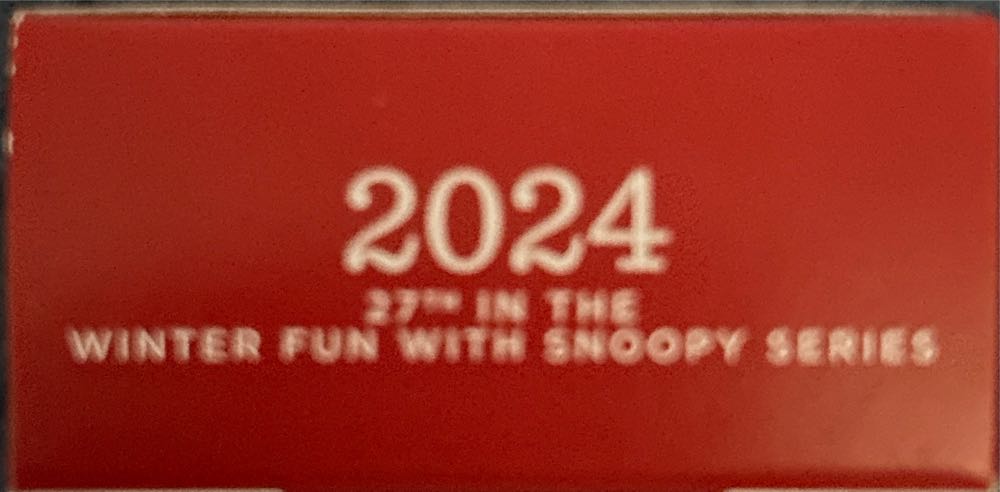 2024
27TH IN THE
WINTER FUN WITH SNOOPY SERIES